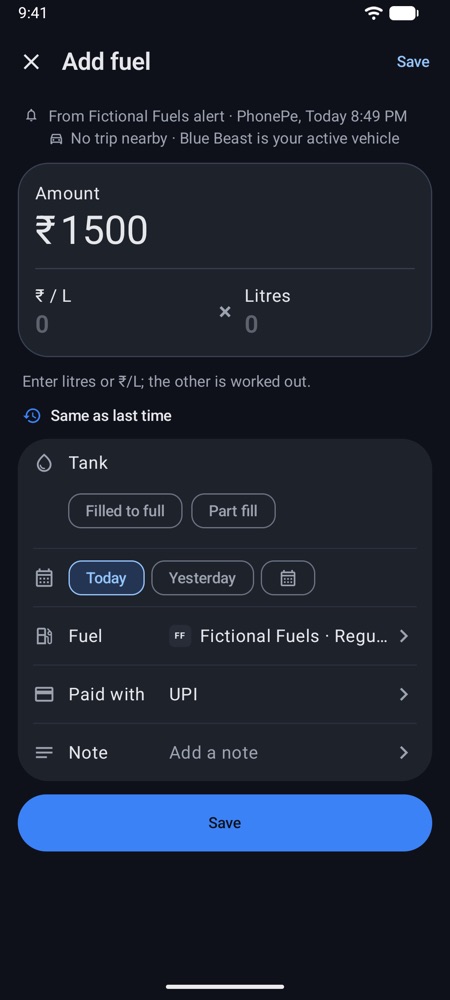 9:41
Add fuel
Save
From Fictional Fuels alert · PhonePe, Today 8:49 PM
No trip nearby · Blue Beast is your active vehicle
Amount
₹1500
₹ / L
Litres
0 × 0
Enter litres or ₹/L; the other is worked out.
Same as last time
Tank
Filled to full Part fill
Today Yesterday
Fuel FF Fictional Fuels · Regu...
Paid with UPI
Note Add a note
Save